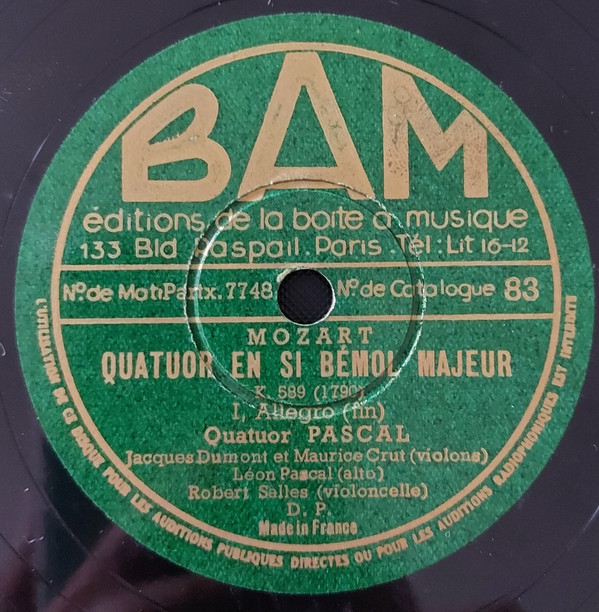 BAM
editions de la boite à musique
133 Bld Raspail Paris Tél: Lit 16-12
No. de Mat: Partx. 7748 No. de Catalogue 83
MOZART
QUATUOR EN SI BÉMOL MAJEUR
K. 589 (1790)
I, Allegro (fin)
Quatuor PASCAL
Jacques Dumont et Maurice Crut (violons)
Léon Pascal (alto)
Robert Salles (violoncelle)
D. P.
Made in France
L'UTILISATION DE CE DISQUE POUR LES AUDITIONS PUBLIQUES DIRECTES OU POUR LES AUDITIONS RADIOPHONIQUES EST INTERDITE